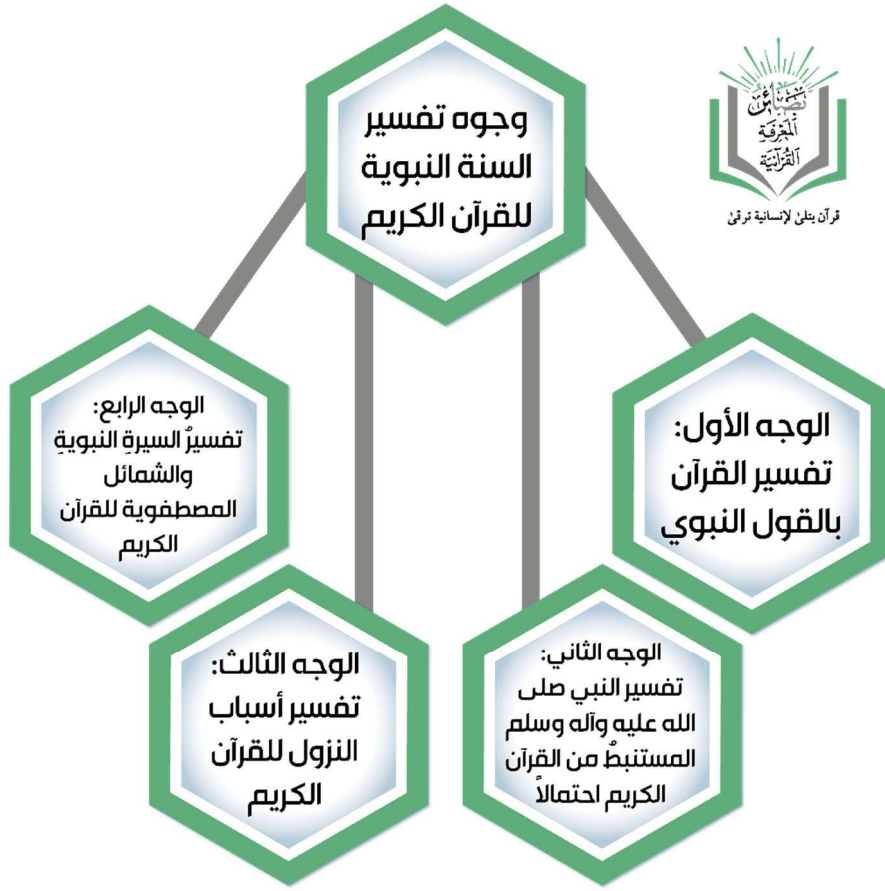 وجوه تفسير
السنة النبوية
للقرآن الكريم
بصائر
المعرفة
القرآنية
قرآن يتلى لإنسانية ترقى
الوجه الأول:
تفسير القرآن
بالقول النبوي
الوجه الثاني:
تفسير النبي صلى
الله عليه وآله وسلم
المستنبطُ من القرآن
الكريم احتمالاً
الوجه الثالث:
تفسير أسباب
النزول للقرآن
الكريم
الوجه الرابع:
تفسيرُ السيرةِ النبويةِ
والشمائل
المصطفوية للقرآن
الكريم